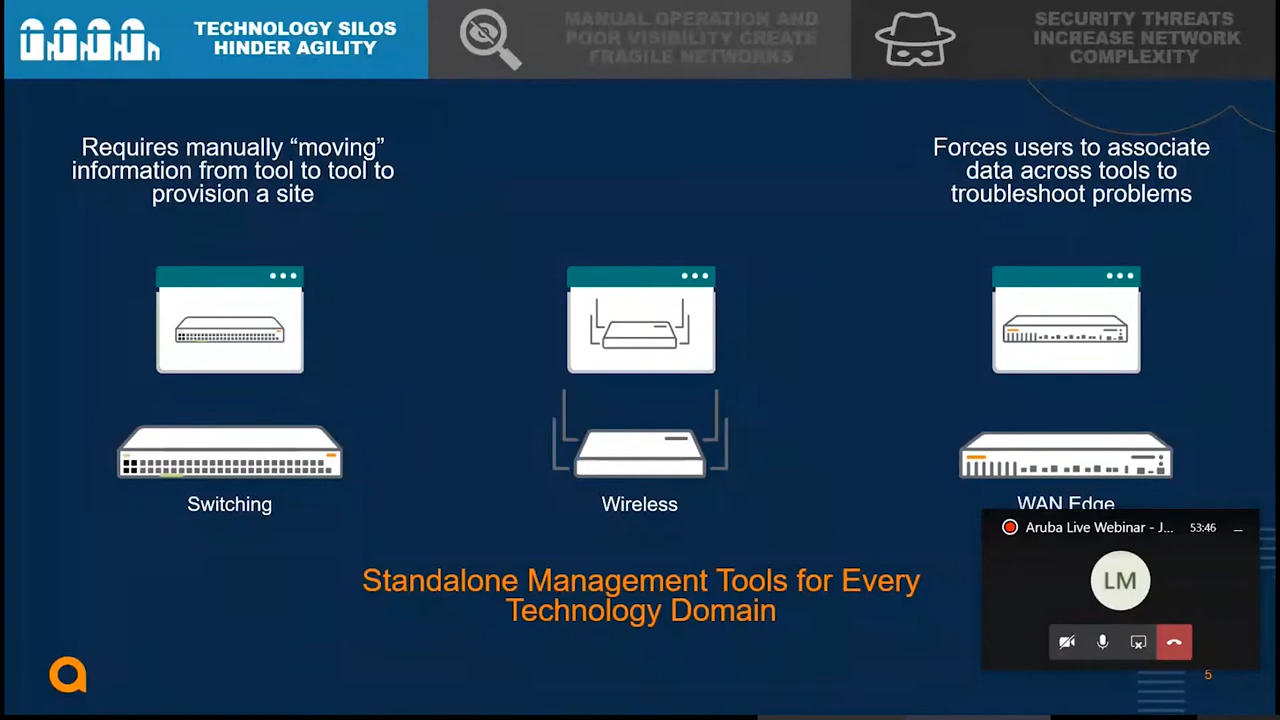 TECHNOLOGY SILOS
HINDER AGILITY
MANUAL OPERATION AND
POOR VISIBILITY CREATE
FRAGILE NETWORKS
SECURITY THREATS
INCREASE NETWORK
COMPLEXITY
Requires manually “moving”
information from tool to tool to
provision a site
Forces users to associate
data across tools to
troubleshoot problems
Switching
Wireless
WAN Edge
Standalone Management Tools for Every
Technology Domain
Aruba Live Webinar - J... 53:46
LM
5